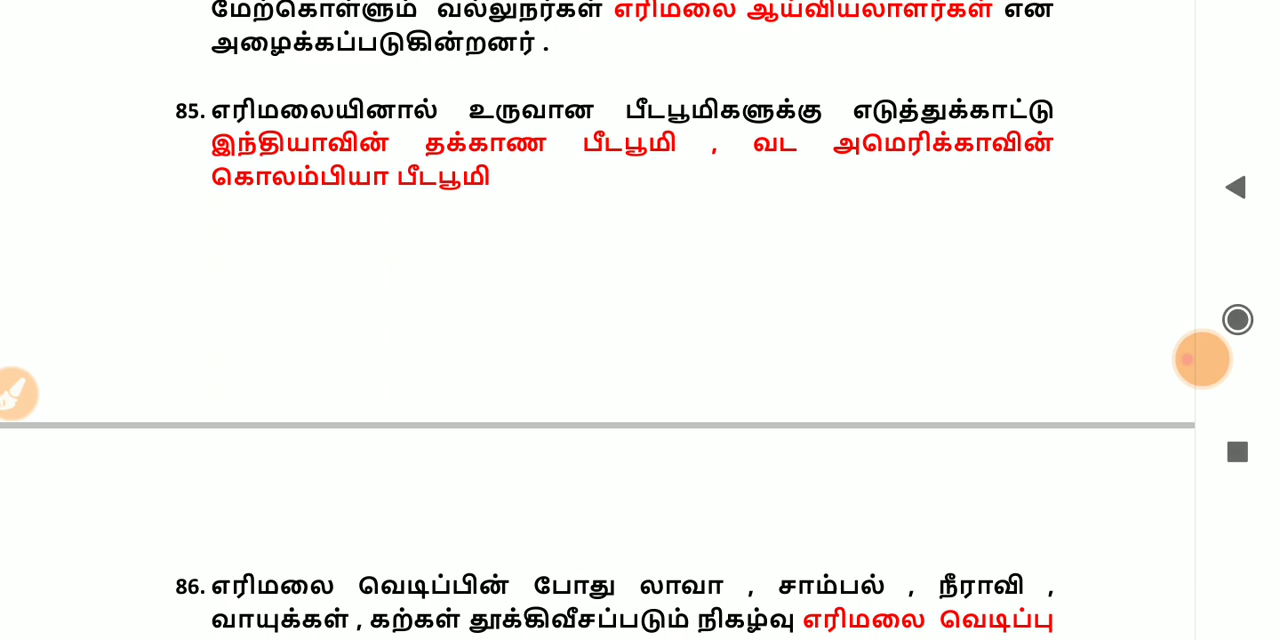 மேற்கொள்ளும் வல்லுநர்கள் எரிமலை ஆய்வியலாளர்கள் என
அழைக்கப்படுகின்றனர் .
85. எரிமலையினால் உருவான பீடபூமிகளுக்கு எடுத்துக்காட்டு
இந்தியாவின் தக்காண பீடபூமி , வட அமெரிக்காவின்
கொலம்பியா பீடபூமி
86. எரிமலை வெடிப்பின் போது லாவா , சாம்பல் , நீராவி ,
வாயுக்கள் , கற்கள் தூக்கிவீசப்படும் நிகழ்வு எரிமலை வெடிப்பு